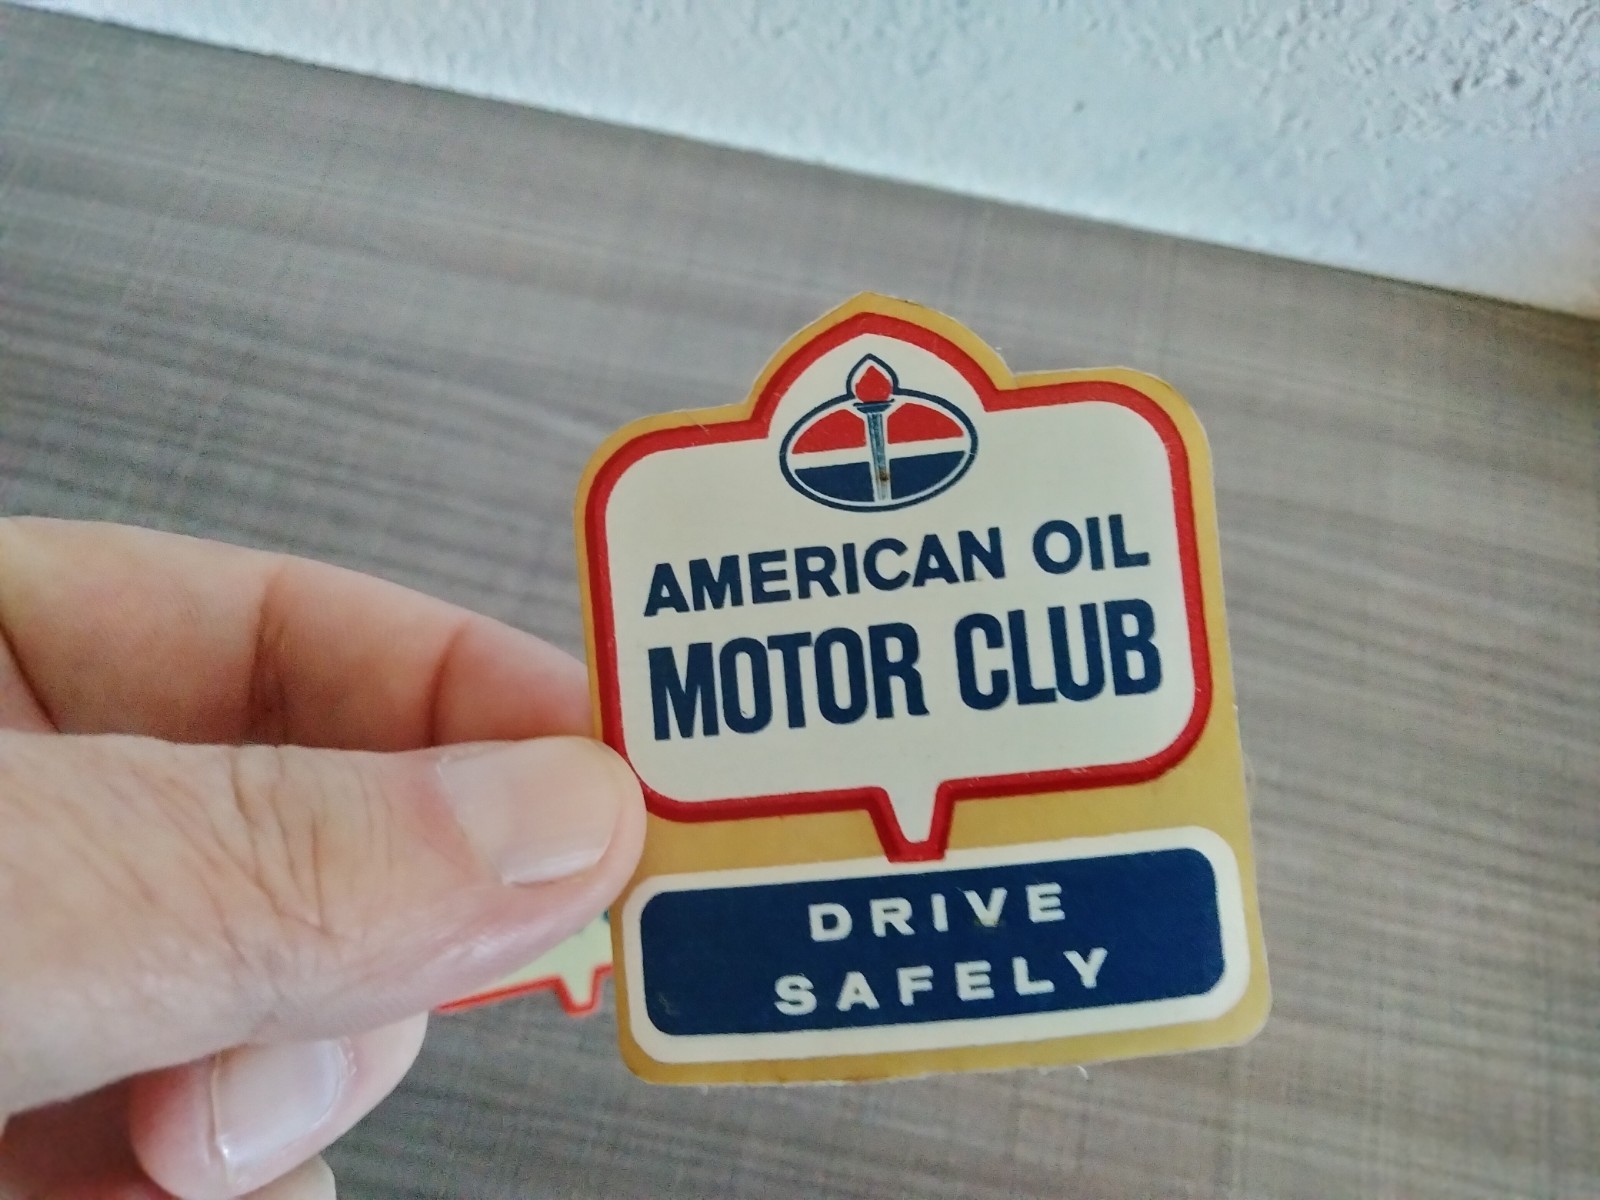 AMERICAN OIL
MOTOR CLUB
DRIVE
SAFELY